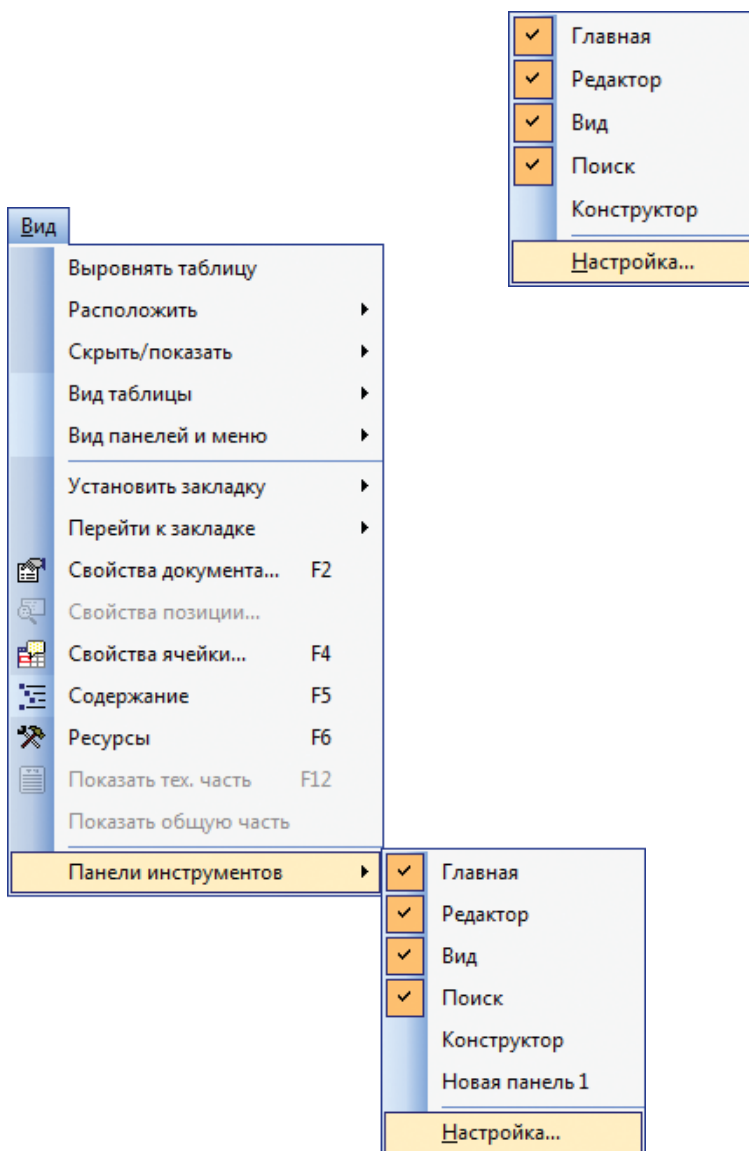 Главная
Редактор
Вид
Поиск
Конструктор
Настройка...
Вид
Выровнять таблицу
Расположить
Скрыть/показать
Вид таблицы
Вид панелей и меню
Установить закладку
Перейти к закладке
Свойства документа... F2
Свойства позиции...
Свойства ячейки... F4
Содержание F5
Ресурсы F6
Показать тех. часть F12
Показать общую часть
Панели инструментов
Главная
Редактор
Вид
Поиск
Конструктор
Новая панель 1
Настройка...